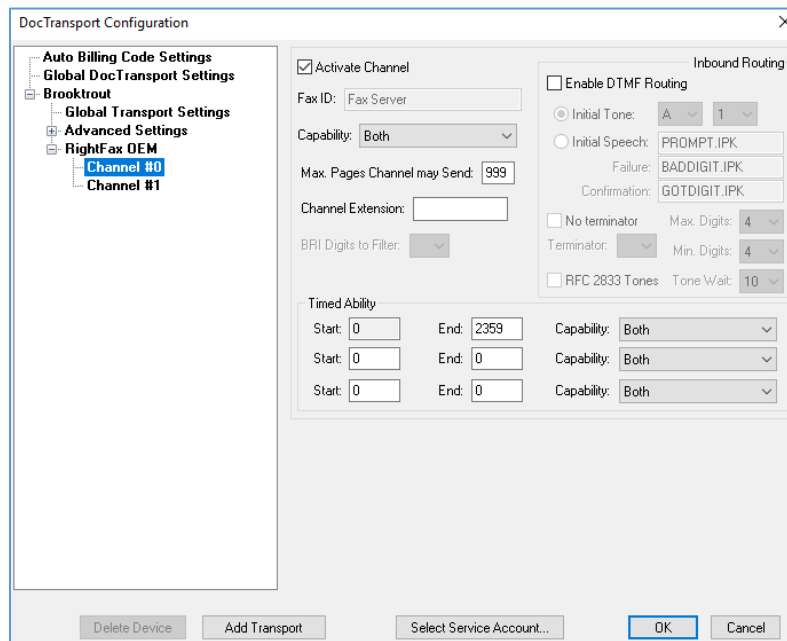 DocTransport Configuration
Auto Billing Code Settings
Global DocTransport Settings
Brooktrout
Global Transport Settings
Advanced Settings
RightFax OEM
Channel #0
Channel #1
Activate Channel
Fax ID: Fax Server
Capability: Both
Max. Pages Channel may Send: 999
Channel Extension:
BRI Digits to Filter:
Inbound Routing
Enable DTMF Routing
Initial Tone: A 1
Initial Speech: PROMPT.IPK
Failure: BADDIGIT.IPK
Confirmation: GOTDIGIT.IPK
No terminator Max. Digits: 4
Terminator: Min. Digits: 4
RFC 2833 Tones Tone Wait: 10
Timed Ability
Start: 0 End: 2359 Capability: Both
Start: 0 End: 0 Capability: Both
Start: 0 End: 0 Capability: Both
Delete Device Add Transport Select Service Account... OK Cancel